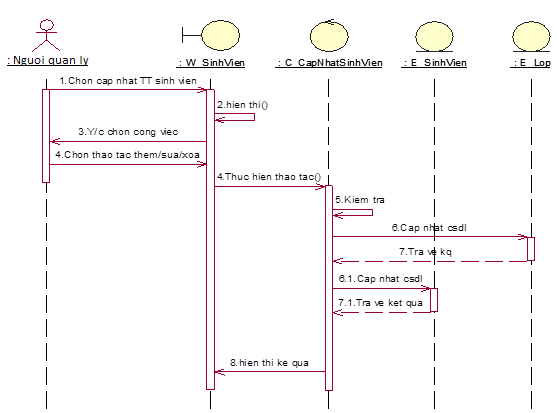 : Nguoi quan ly
: W_SinhVien
: C_CapNhatSinhVien
: E_SinhVien
: E_Lop
1.Chon cap nhat TT sinh vien
2.hien thi()
3.Y/c chon cong viec
4.Chon thao tac them/sua/xoa
4.Thuc hien thao tac()
5.Kiem tra
6.Cap nhat csdl
7.Tra ve kq
6.1.Cap nhat csdl
7.1.Tra ve ket qua
8.hien thi ke qua